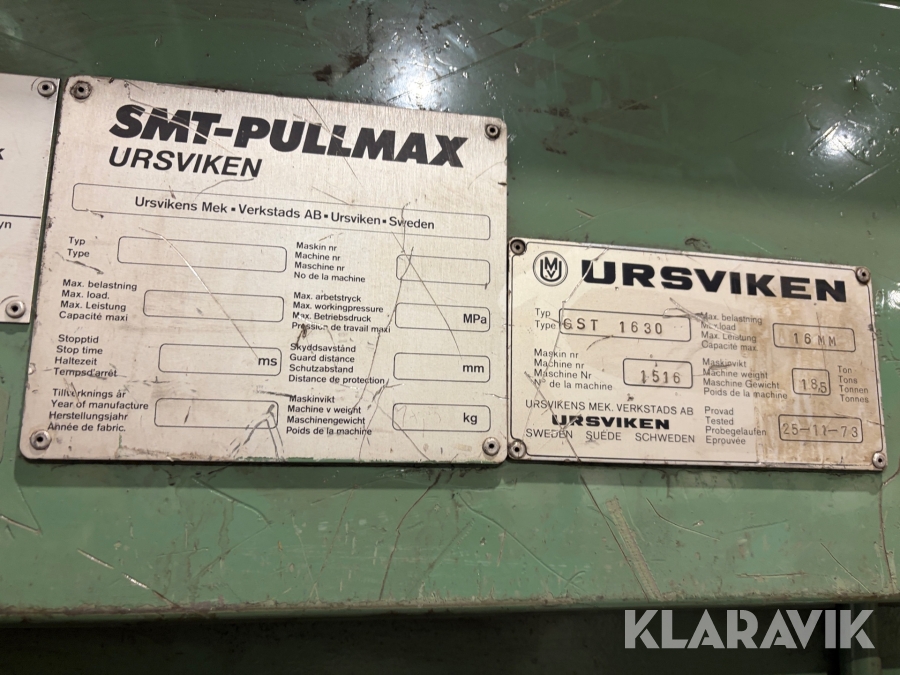 k
yn
SMT-PULLMAX
URSVIKEN
Ursvikens Mek • Verkstads AB • Ursviken • Sweden
Typ
Type
Maskin nr
Machine nr
Maschine nr
No de la machine
Max. belastning
Max. load.
Max. Leistung
Capacité maxi
Max. arbetstryck
Max. workingpressure
Max. Betriebsdruck
Pression de travail maxi
MPa
Stopptid
Stop time
Haltezeit
Tempsd'arrêt
ms
Skyddsavstånd
Guard distance
Schutzabstand
Distance de protection
mm
Tillverknings år
Year of manufacture
Herstellungsjahr
Année de fabric.
Maskinvikt
Machine v weight
Maschinengewicht
Poids de la machine
kg
UMV URSVIKEN
Typ
Type
GST 1630
Max. belastning
Max. load
Max. Leistung
Capacité max
16 MM
Maskin nr
Machine nr
Maschine Nr
Nº de la machine
1516
Maskinvikt
Machine weight
Maschine Gewicht
Poids de la machine
18,5
Ton
Tons
Tonnen
Tonnes
URSVIKENS MEK. VERKSTADS AB
URSVIKEN
SWEDEN SUÈDE SCHWEDEN
Provad
Tested
Probegelaufen
Eprouvée
25-11-73
KLARAVIK